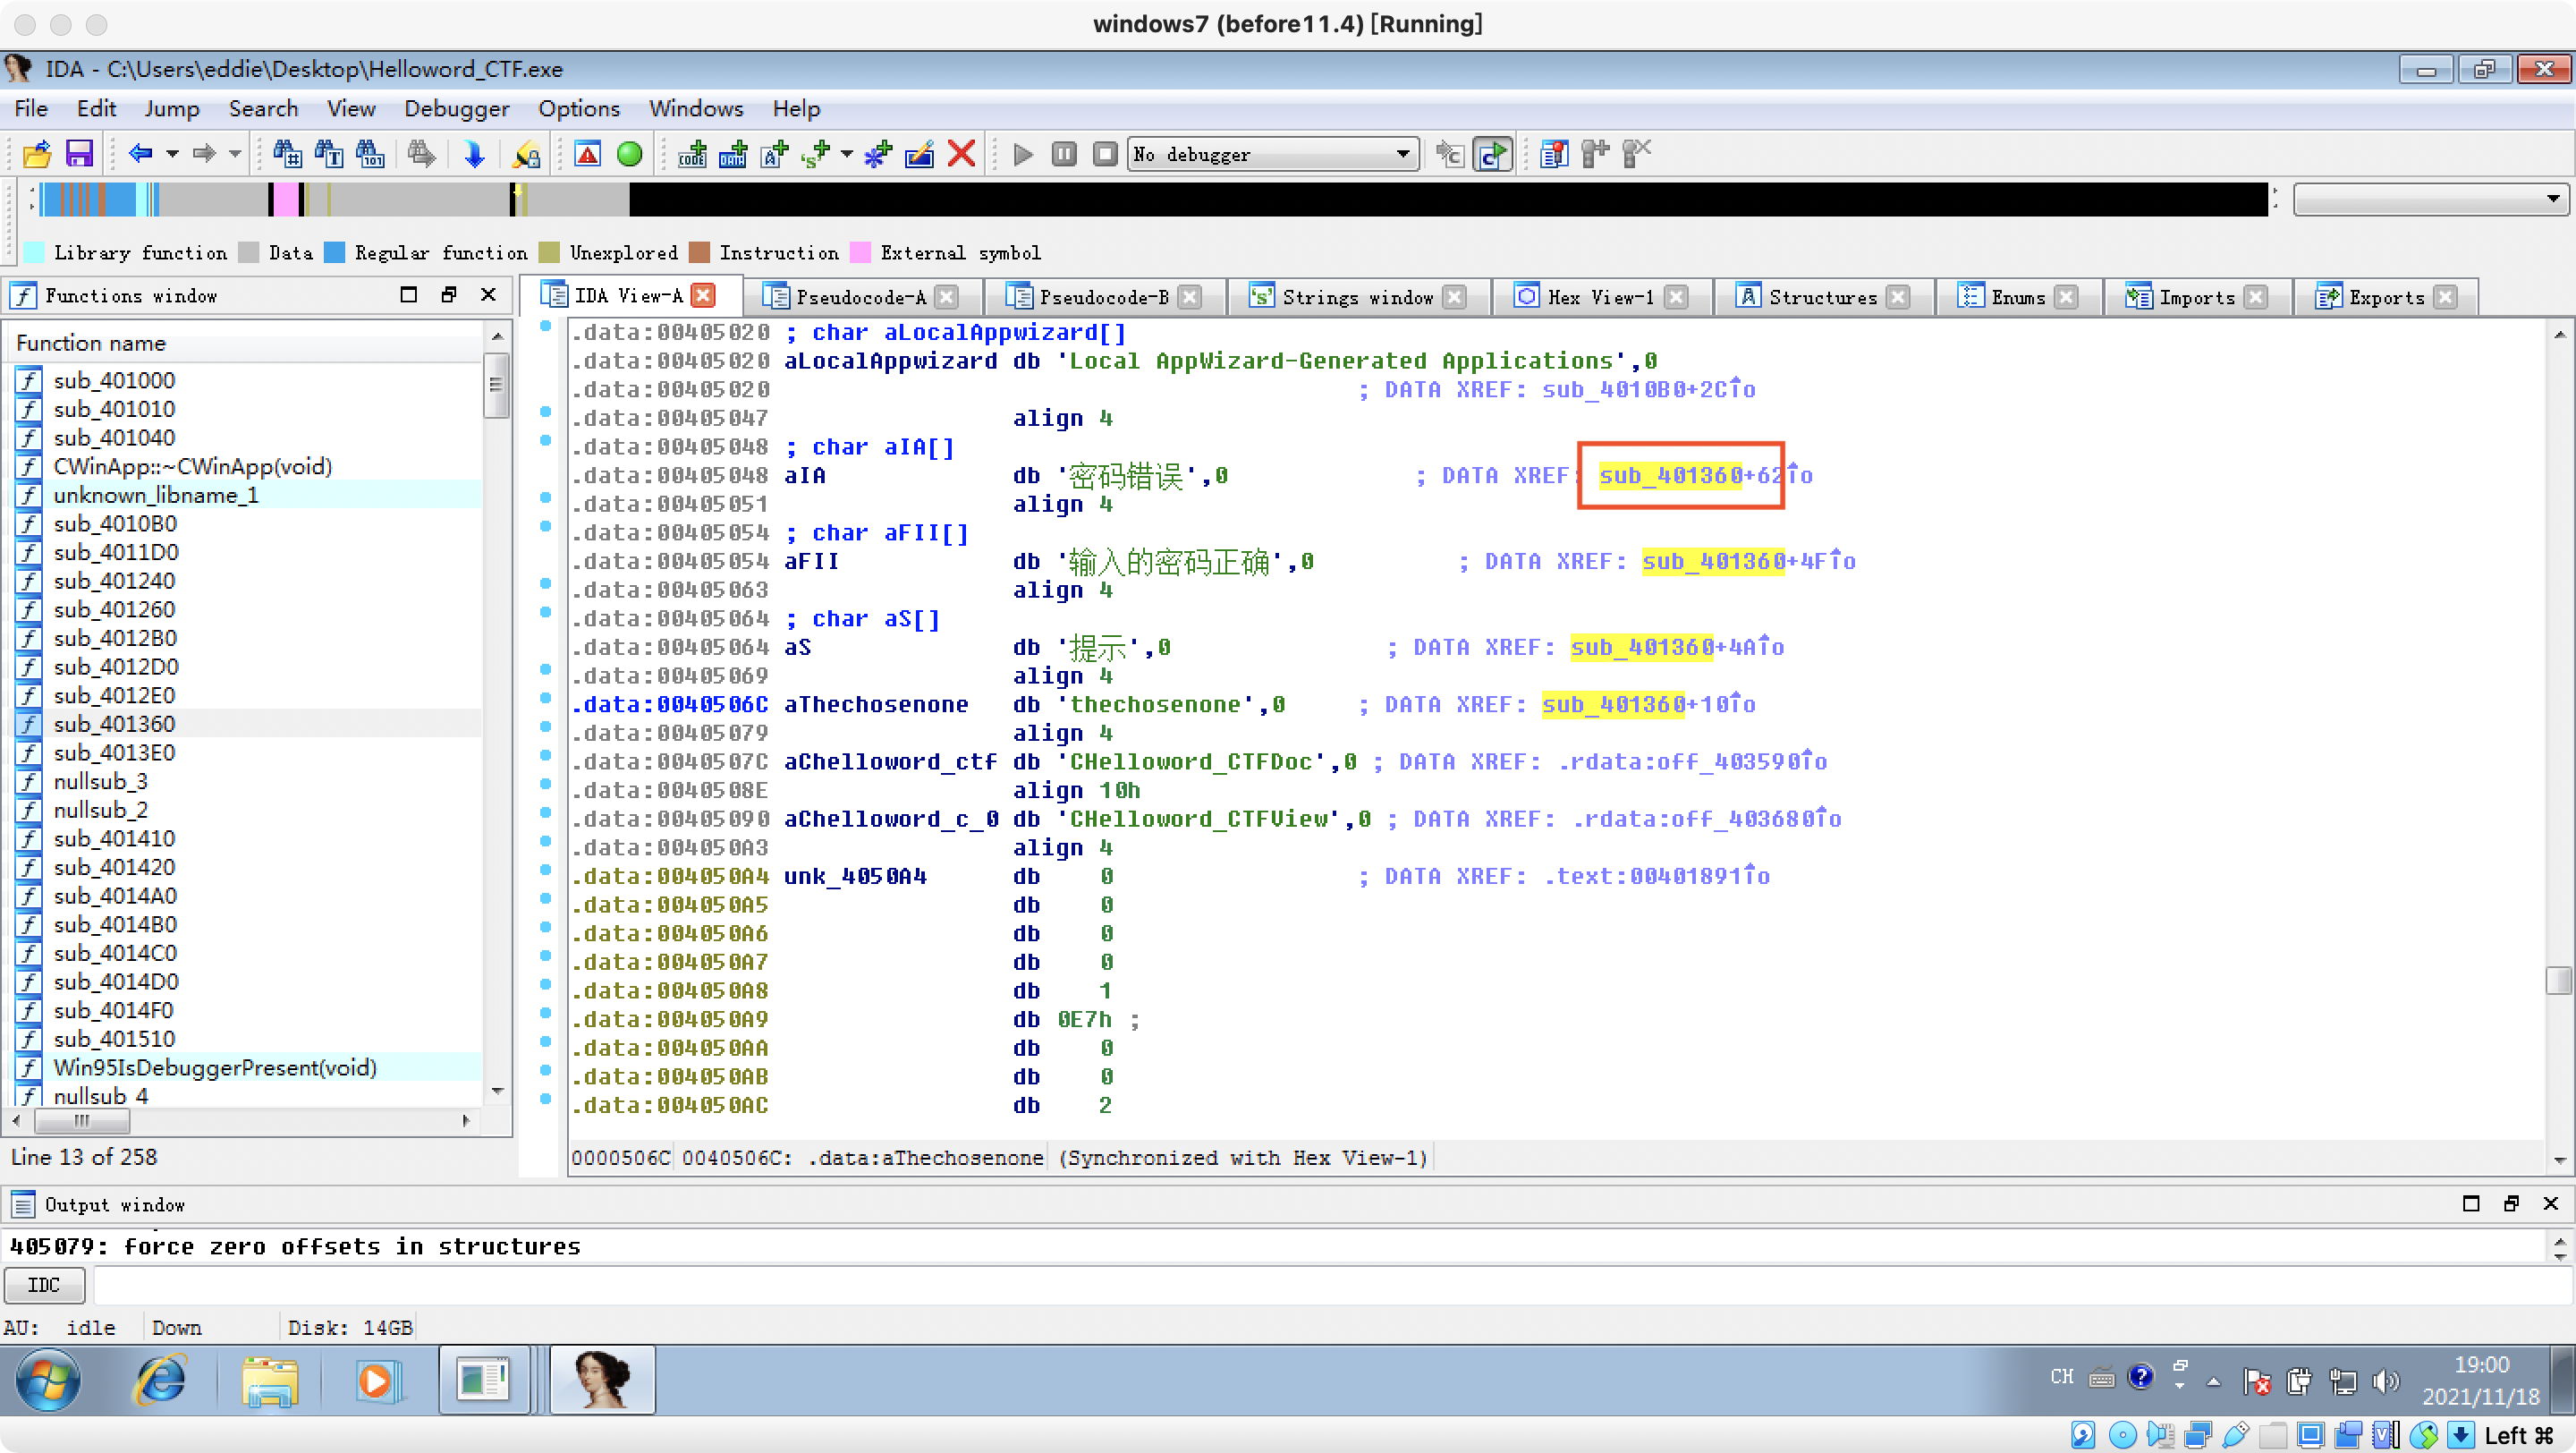 windows7 (before11.4) [Running]
IDA - C:\Users\eddie\Desktop\Helloword_CTF.exe
File Edit Jump Search View Debugger Options Windows Help
No debugger
Library function Data Regular function Unexplored Instruction External symbol
Functions window
IDA View-A Pseudocode-A Pseudocode-B Strings window Hex View-1 Structures Enums Imports Exports
Function name
sub_401000
sub_401010
sub_401040
CWinApp::~CWinApp(void)
unknown_libname_1
sub_4010B0
sub_4011D0
sub_401240
sub_401260
sub_4012B0
sub_4012D0
sub_4012E0
sub_401360
sub_4013E0
nullsub_3
nullsub_2
sub_401410
sub_401420
sub_4014A0
sub_4014B0
sub_4014C0
sub_4014D0
sub_4014F0
sub_401510
Win95IsDebuggerPresent(void)
nullsub_4
Line 13 of 258
.data:00405020 ; char aLocalAppwizard[]
.data:00405020 aLocalAppwizard db 'Local AppWizard-Generated Applications',0
.data:00405020 ; DATA XREF: sub_4010B0+2C↑o
.data:00405047 align 4
.data:00405048 ; char aIA[]
.data:00405048 aIA db '密码错误',0 ; DATA XREF: sub_401360+62↑o
.data:00405051 align 4
.data:00405054 ; char aFII[]
.data:00405054 aFII db '输入的密码正确',0 ; DATA XREF: sub_401360+4F↑o
.data:00405063 align 4
.data:00405064 ; char aS[]
.data:00405064 aS db '提示',0 ; DATA XREF: sub_401360+4A↑o
.data:00405069 align 4
.data:0040506C aThechosenone db 'thechosenone',0 ; DATA XREF: sub_401360+10↑o
.data:00405079 align 4
.data:0040507C aChelloword_ctf db 'CHelloword_CTFDoc',0 ; DATA XREF: .rdata:off_403590↑o
.data:0040508E align 10h
.data:00405090 aChelloword_c_0 db 'CHelloword_CTFView',0 ; DATA XREF: .rdata:off_403680↑o
.data:004050A3 align 4
.data:004050A4 unk_4050A4 db 0 ; DATA XREF: .text:00401891↑o
.data:004050A5 db 0
.data:004050A6 db 0
.data:004050A7 db 0
.data:004050A8 db 1
.data:004050A9 db 0E7h ;
.data:004050AA db 0
.data:004050AB db 0
.data:004050AC db 2
0000506C 0040506C: .data:aThechosenone (Synchronized with Hex View-1)
Output window
405079: force zero offsets in structures
IDC
AU: idle Down Disk: 14GB
CH
19:00
2021/11/18
Left ⌘